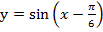 y = sin(x − π/6)